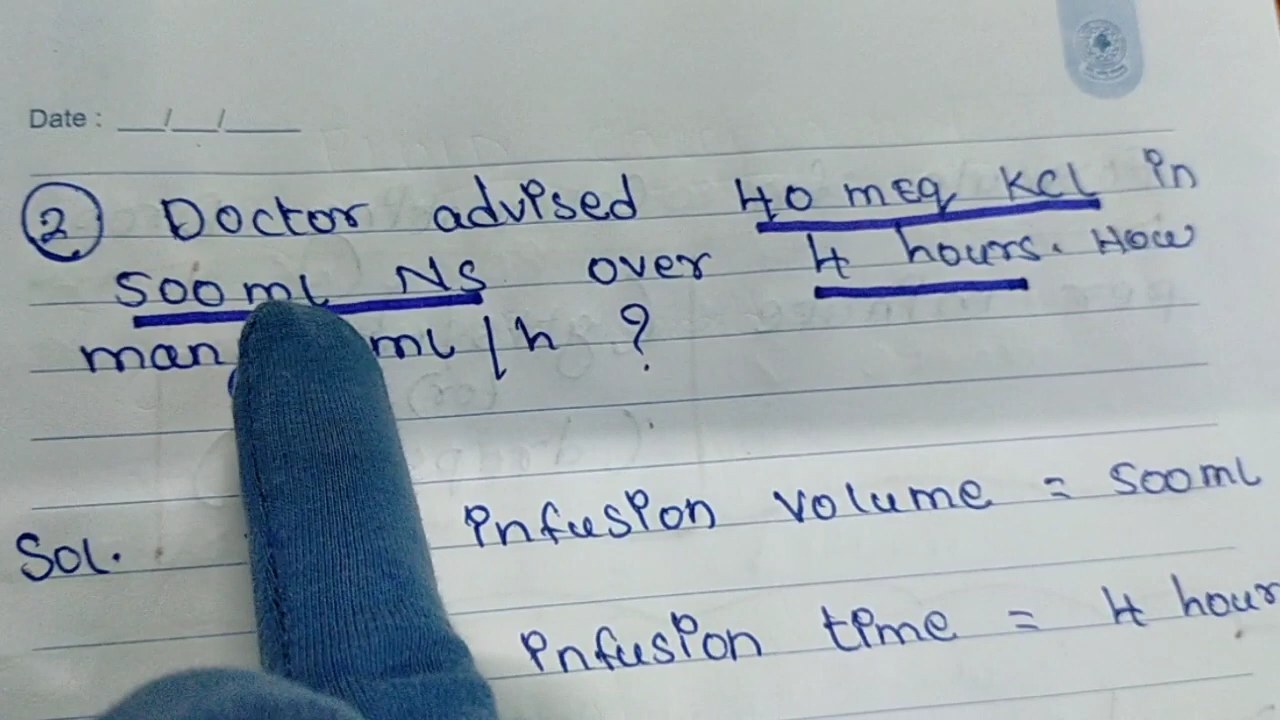 Date : __/__/____
② Doctor advised 40 mEq KCl in
500ml NS over 4 hours. How
man ml/h ?
Infusion volume = 500ml
Sol.
Infusion time = 4 hour